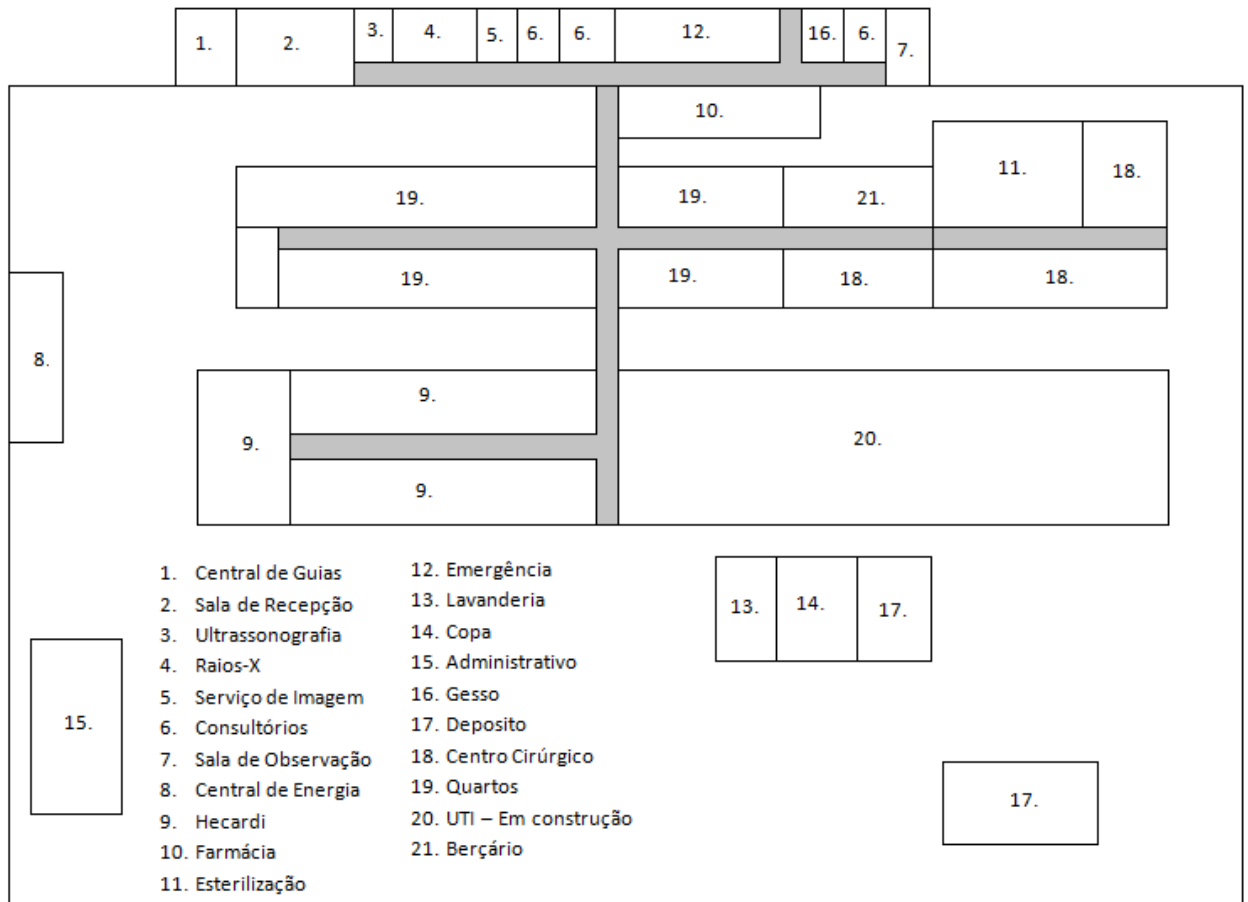 1.
2.
3.
4.
5.
6.
6.
12.
16.
6.
7.
10.
11.
18.
19.
19.
21.
19.
19.
18.
18.
8.
9.
9.
9.
20.
13.
14.
17.
15.
17.
1. Central de Guias
2. Sala de Recepção
3. Ultrassonografia
4. Raios-X
5. Serviço de Imagem
6. Consultórios
7. Sala de Observação
8. Central de Energia
9. Hecardi
10. Farmácia
11. Esterilização
12. Emergência
13. Lavanderia
14. Copa
15. Administrativo
16. Gesso
17. Deposito
18. Centro Cirúrgico
19. Quartos
20. UTI – Em construção
21. Berçário